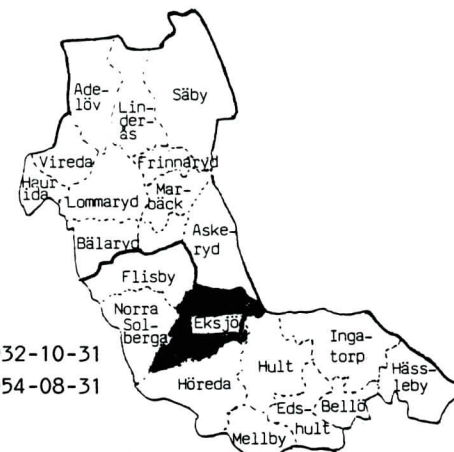 Ade-
löv
Lin-
der-
ås
Säby
Vireda
Frinnaryd
Haur
ida
Lommaryd
Mar-
bäck
Bälaryd
Aske-
ryd
Flisby
Norra
Sol-
berga
Eksjö
Inga-
torp
Hult
Häss-
leby
Höreda
Eds-
hult
Bellö
Mellby
32-10-31
54-08-31